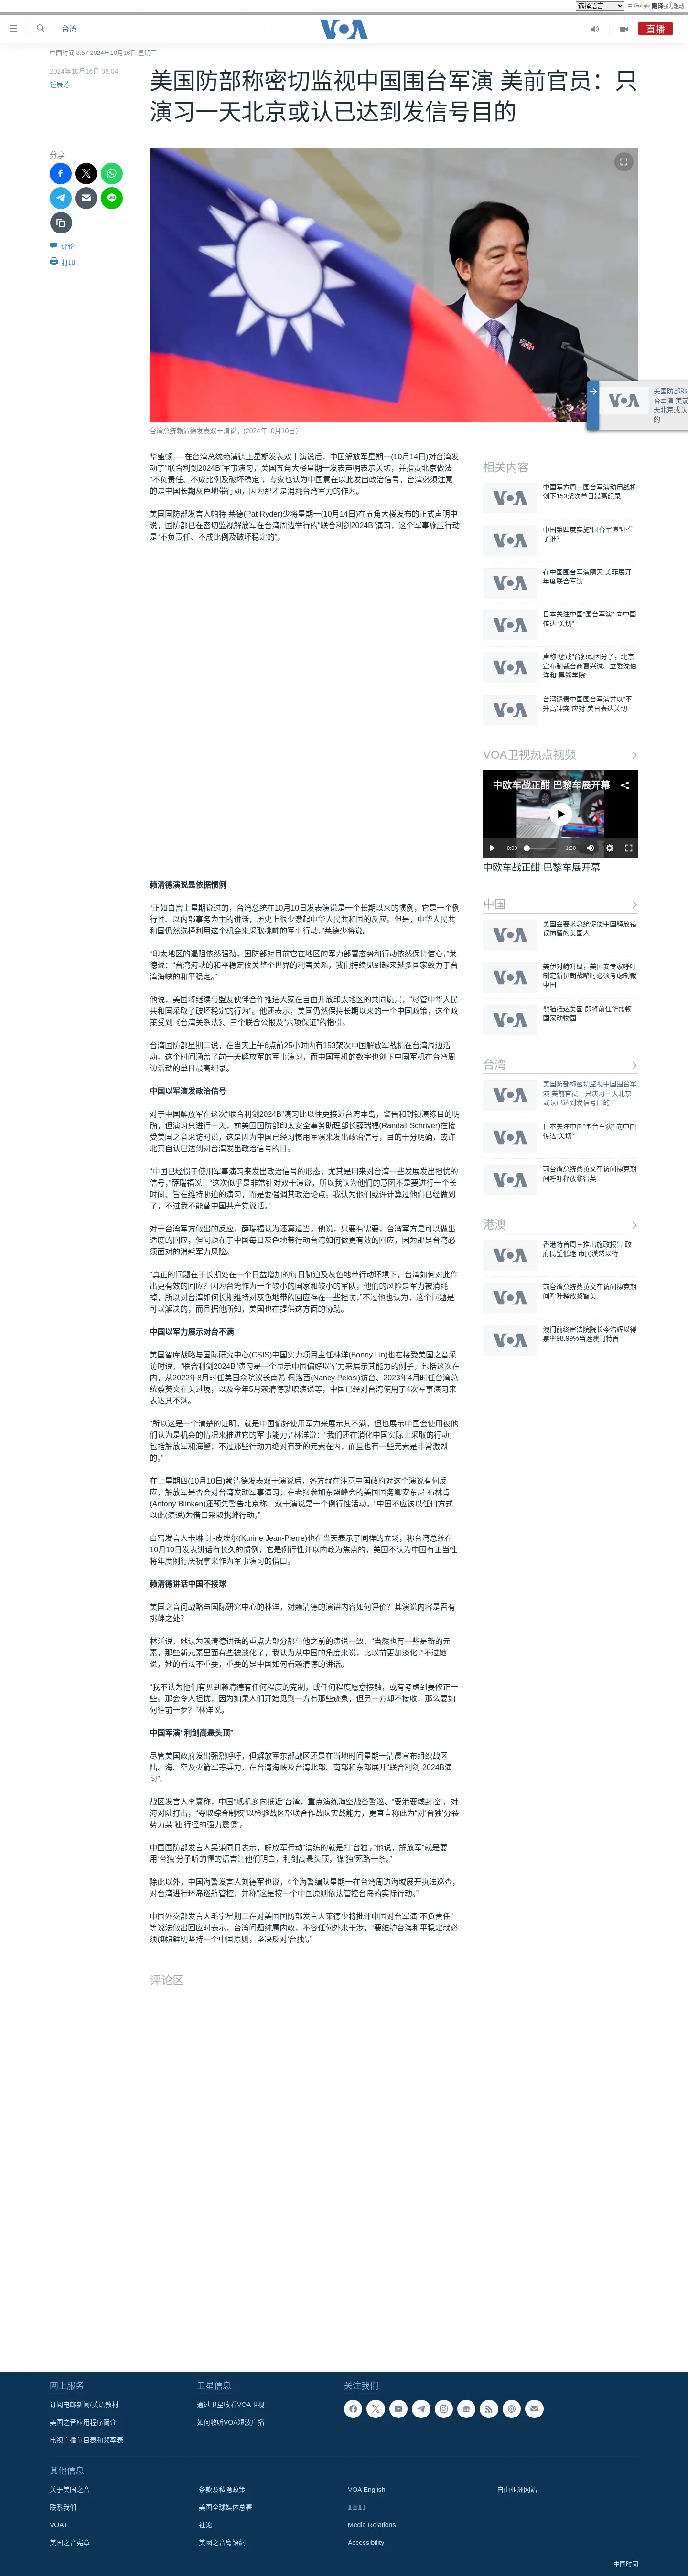 选择语言
由 Google 翻译强力驱动
台湾
VOA
直播
中国时间 6:57 2024年10月16日 星期三
2024年10月16日 06:04
锺辰芳
美国防部称密切监视中国围台军演 美前官员：只
演习一天北京或认已达到发信号目的
分享
评论
打印
台湾总统赖清德发表双十演说。(2024年10月10日)
美国防部称密
台军演 美前
天北京或认
的
华盛顿 — 在台湾总统赖清德上星期发表双十演说后，中国解放军星期一(10月14日)对台湾发
动了“联合利剑2024B”军事演习，美国五角大楼星期一发表声明表示关切，并指责北京做法
“不负责任、不成比例及破坏稳定”，专家也认为中国意在以此发出政治信号，台湾必须注意
的是中国长期灰色地带行动，因为那才是消耗台湾军力的作为。
美国国防部发言人帕特·莱德(Pat Ryder)少将星期一(10月14日)在五角大楼发布的正式声明中
说，国防部已在密切监视解放军在台湾周边举行的“联合利剑2024B”演习，这个军事施压行动
是“不负责任、不成比例及破坏稳定的”。
赖清德演说是依据惯例
“正如白宫上星期说过的，台湾总统在10月10日发表演说是一个长期以来的惯例，它是一个例
行性、以内部事务为主的讲话，历史上很少激起中华人民共和国的反应。但是，中华人民共
和国仍然选择利用这个机会来采取挑衅的军事行动，”莱德少将说。
“印太地区的遏阻依然强劲，国防部对目前它在地区的军力部署态势和行动依然保持信心，”莱
德说：“台湾海峡的和平稳定攸关整个世界的利害关系，我们持续见到越来越多国家致力于台
湾海峡的和平稳定。”
他说，美国将继续与盟友伙伴合作推进大家在自由开放印太地区的共同愿景，“尽管中华人民
共和国采取了破坏稳定的行为”。他还表示，美国仍然保持长期以来的一个中国政策，这个政
策受到《台湾关系法》、三个联合公报及“六项保证”的指引。
台湾国防部星期二说，在当天上午6点前25小时内有153架次中国解放军战机在台湾周边活
动。这个时间涵盖了前一天解放军的军事演习，而中国军机的数字也创下中国军机在台湾周
边活动的单日最高纪录。
中国以军演发政治信号
对于中国解放军在这次“联合利剑2024B”演习比以往更接近台湾本岛，警告和封锁演练目的明
确，但演习只进行一天，前美国国防部印太安全事务助理部长薛瑞福(Randall Schriver)在接
受美国之音采访时说，这是因为中国已经习惯用军演来发出政治信号，目的十分明确，或许
北京自认已达到对台湾发出政治信号的目。
“中国已经惯于使用军事演习来发出政治信号的形态，尤其是用来对台湾一些发展发出担忧的
信号，”薛瑞福说：“这次似乎是非常针对双十演说，所以我认为他们的意图不是要进行一个长
时间、旨在维持胁迫的演习，而是要强调其政治论点。我认为他们或许计算过他们已经做到
了，不过我不能替中国共产党说话。”
对于台湾军方做出的反应，薛瑞福认为还算适当。他说，只要有需要，台湾军方是可以做出
适度的回应，但问题在于中国每日灰色地带行动台湾如何做更有效的回应，因为那是台湾必
须面对的消耗军力风险。
“真正的问题在于长期处在一个日益增加的每日胁迫及灰色地带行动环境下，台湾如何对此作
出更有效的回应？因为台湾作为一个较小的国家和较小的军队，他们的风险是军力被消耗
掉，所以对台湾如何长期维持对灰色地带的回应存在一些担忧，”不过他也认为，这个问题是
可以解决的，而且据他所知，美国也在提供这方面的协助。
中国以军力展示对台不满
美国智库战略与国际研究中心(CSIS)中国实力项目主任林洋(Bonny Lin)也在接受美国之音采
访时说，“联合利剑2024B”演习是一个显示中国偏好以军力来展示其能力的例子，包括这次在
内，从2022年8月时任美国众院议长南希·佩洛西(Nancy Pelosi)访台、2023年4月时任台湾总
统蔡英文在美过境，以及今年5月赖清德就职演说等，中国已经对台湾使用了4次军事演习来
表达其不满。
“所以这是一个清楚的证明，就是中国偏好使用军力来展示其不满，但也展示中国会使用被他
们认为是机会的情况来推进它的军事能力，”林洋说：“我们还在消化中国实际上采取的行动，
包括解放军和海警，不过那些行动力绝对有新的元素在内，而且也有一些元素是非常激烈
的。”
在上星期四(10月10日)赖清德发表双十演说后，各方就在注意中国政府对这个演说有何反
应，解放军是否会对台湾发动军事演习，在老挝参加东盟峰会的美国国务卿安东尼·布林肯
(Antony Blinken)还预先警告北京称，双十演说是一个例行性活动，“中国不应该以任何方式
以此(演说)为借口采取挑衅行动。”
白宫发言人卡琳·让-皮埃尔(Karine Jean-Pierre)也在当天表示了同样的立场，称台湾总统在
10月10日发表讲话有长久的惯例，它是例行性并以内政为焦点的，美国不认为中国有正当性
将年度例行庆祝拿来作为军事演习的借口。
赖清德讲话中国不接球
美国之音问战略与国际研究中心的林洋，对赖清德的演讲内容如何评价？其演说内容是否有
挑衅之处？
林洋说，她认为赖清德讲话的重点大部分都与他之前的演说一致，“当然也有一些是新的元
素，那些新元素里面有些被淡化了，我认为从中国的角度来说，比以前更加淡化，”不过她
说，她的看法不重要，重要的是中国如何看赖清德的讲话。
“我不认为他们有见到赖清德有任何程度的克制，或任何程度愿意接触，或有考虑到要修正一
些。那会令人担忧，因为如果人们开始见到一方有那些迹象，但另一方却不接收，那么要如
何往前一步？”林洋说。
中国军演“利剑高悬头顶”
尽管美国政府发出强烈呼吁，但解放军东部战区还是在当地时间星期一清晨宣布组织战区
陆、海、空及火箭军等兵力，在台湾海峡及台湾北部、南部和东部展开“联合利剑-2024B演
习”。
战区发言人李熹称，中国“舰机多向抵近”台湾，重点演练海空战备警巡、“要港要域封控”，对
海对陆打击，“夺取综合制权”以检验战区部联合作战队实战能力，更直言称此为“对‘台独’分裂
势力某‘独’行径的强力震慑”。
中国国防部发言人吴谦同日表示，解放军行动“演练的就是打‘台独’。”他说，解放军“就是要
用‘台独’分子听的懂的语言让他们明白，利剑高悬头顶，谋‘独’死路一条。”
除此以外，中国海警发言人刘德军也说，4个海警编队星期一在台湾周边海域展开执法巡查，
对台湾进行环岛巡航管控，并称“这是按一个中国原则依法管控台岛的实际行动。”
中国外交部发言人毛宁星期二在对美国国防部发言人莱德少将批评中国对台军演“不负责任”
等说法做出回应时表示，台湾问题纯属内政，不容任何外来干涉，“要维护台海和平稳定就必
须旗帜鲜明坚持一个中国原则，坚决反对‘台独’。”
评论区
相关内容
中国军方周一围台军演动用战机
创下153架次单日最高纪录
中国第四度实施“围台军演”吓住
了谁?
在中国围台军演隔天 美菲展开
年度联合军演
日本关注中国“围台军演” 向中国
传达“关切”
声称“惩戒”台独顽固分子，北京
宣布制裁台商曹兴诚、立委沈伯
洋和“黑熊学院”
台湾谴责中国围台军演并以“不
升高冲突”应对 美日表达关切
VOA卫视热点视频
中欧车战正酣 巴黎车展开幕
0:00
1:30
中欧车战正酣 巴黎车展开幕
中国
美国会要求总统促使中国释放错
误拘留的美国人
美伊对峙升级，美国安专家呼吁
制定新伊朗战略时必须考虑制裁
中国
熊猫抵达美国 即将前往华盛顿
国家动物园
台湾
美国防部称密切监视中国围台军
演 美前官员：只演习一天北京
或认已达到发信号目的
日本关注中国“围台军演” 向中国
传达“关切”
前台湾总统蔡英文在访问捷克期
间呼吁释放黎智英
港澳
香港特首周三推出施政报告 政
府民望低迷 市民漠然以待
前台湾总统蔡英文在访问捷克期
间呼吁释放黎智英
澳门前终审法院院长岑浩辉以得
票率98.99%当选澳门特首
网上服务
订阅电邮新闻/英语教材
美国之音应用程序简介
电视广播节目表和频率表
卫星信息
通过卫星收看VOA卫视
如何收听VOA短波广播
关注我们
其他信息
关于美国之音
联系我们
VOA+
美国之音宪章
条款及私隐政策
美国全球媒体总署
社论
美國之音粵語網
VOA English
Media Relations
Accessibility
自由亚洲网站
中国时间